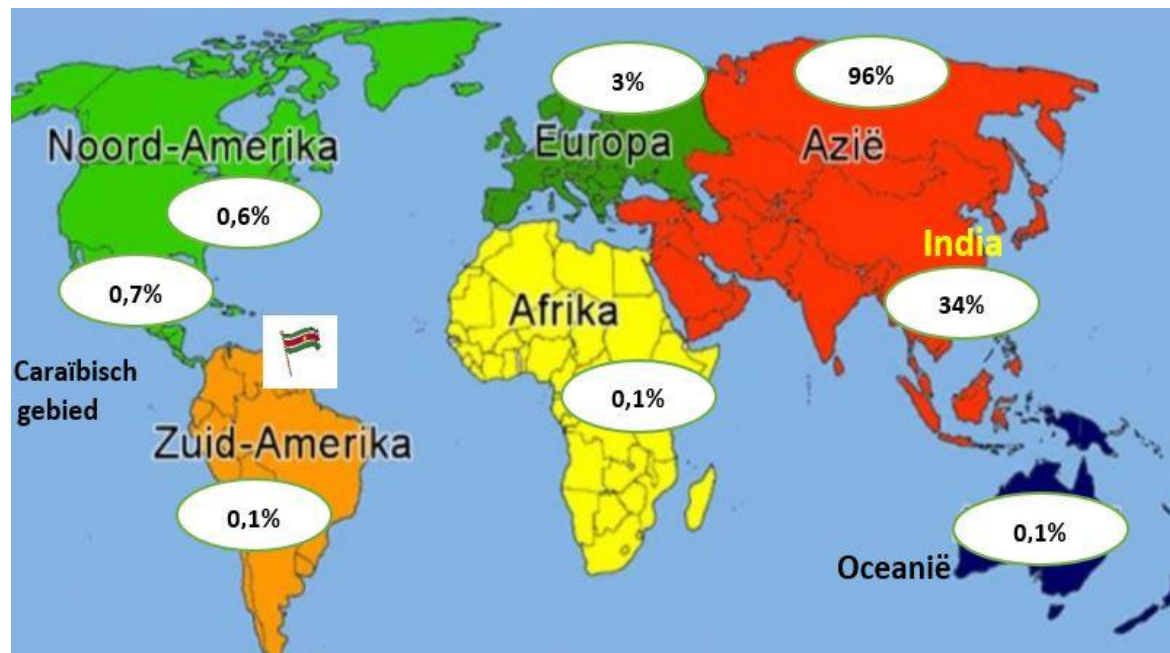 3%
96%
Noord-Amerika
Europa
Azië
0,6%
India
0,7%
34%
Afrika
Caraïbisch
gebied
0,1%
Zuid-Amerika
0,1%
0,1%
Oceanië